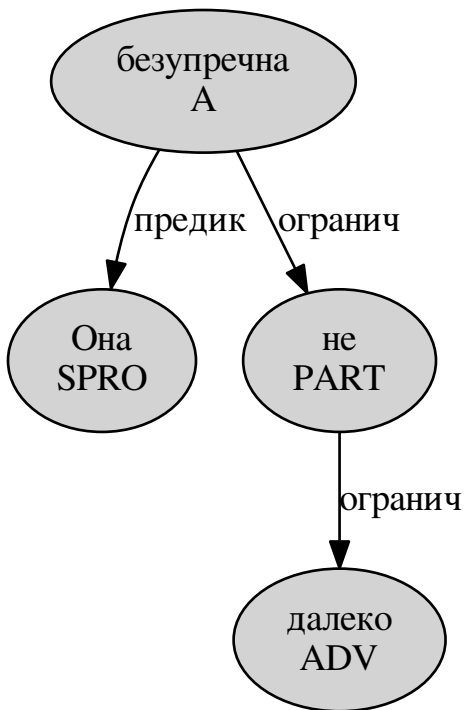 безупречна
A
предик
огранич
Она
SPRO
не
PART
огранич
далеко
ADV